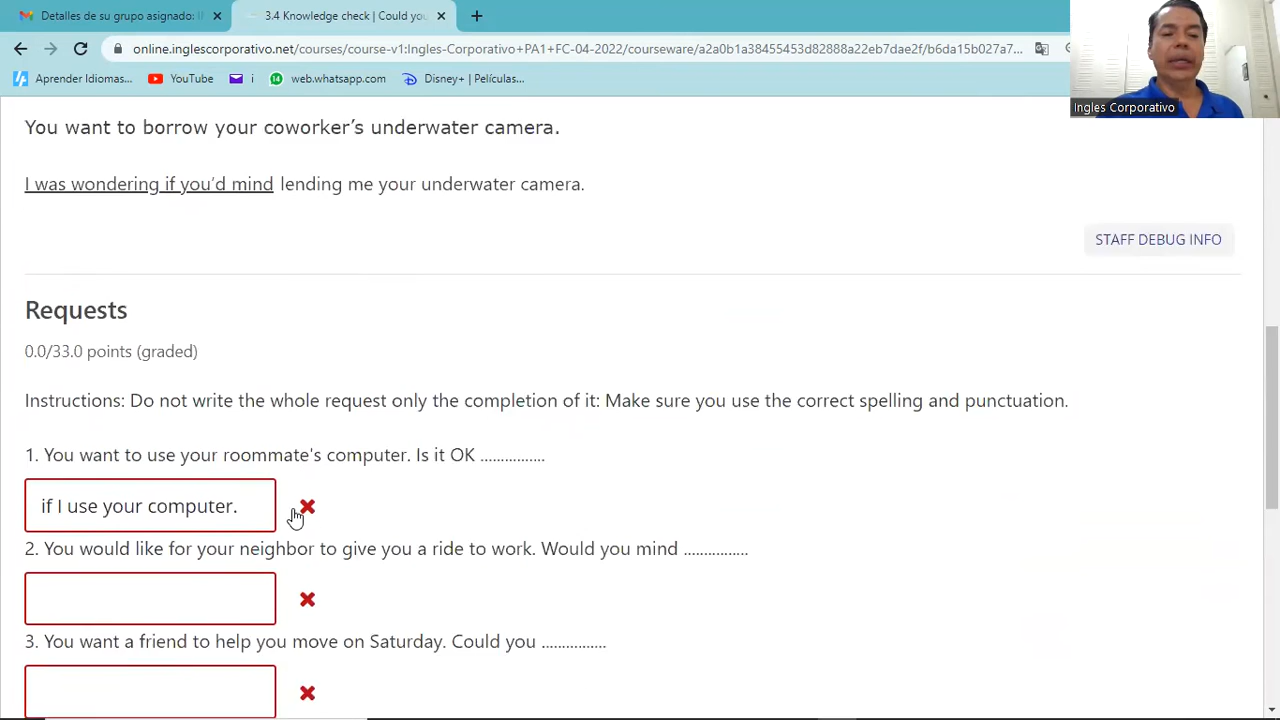 Detalles de su grupo asignado: I
3.4 Knowledge check | Could you
online.inglescorporativo.net/courses/course-v1:Ingles-Corporativo+PA1+FC-04-2022/courseware/a2a0b1a38455453d82888a22eb7dae2f/b6da15b027a7...
Aprender Idiomas...
YouTube
i
web.whatsapp.com/...
Disney+ | Películas...
Ingles Corporativo
You want to borrow your coworker's underwater camera.
I was wondering if you'd mind lending me your underwater camera.
STAFF DEBUG INFO
Requests
0.0/33.0 points (graded)
Instructions: Do not write the whole request only the completion of it: Make sure you use the correct spelling and punctuation.
1. You want to use your roommate's computer. Is it OK ...............
if I use your computer.
2. You would like for your neighbor to give you a ride to work. Would you mind ...............
3. You want a friend to help you move on Saturday. Could you ...............